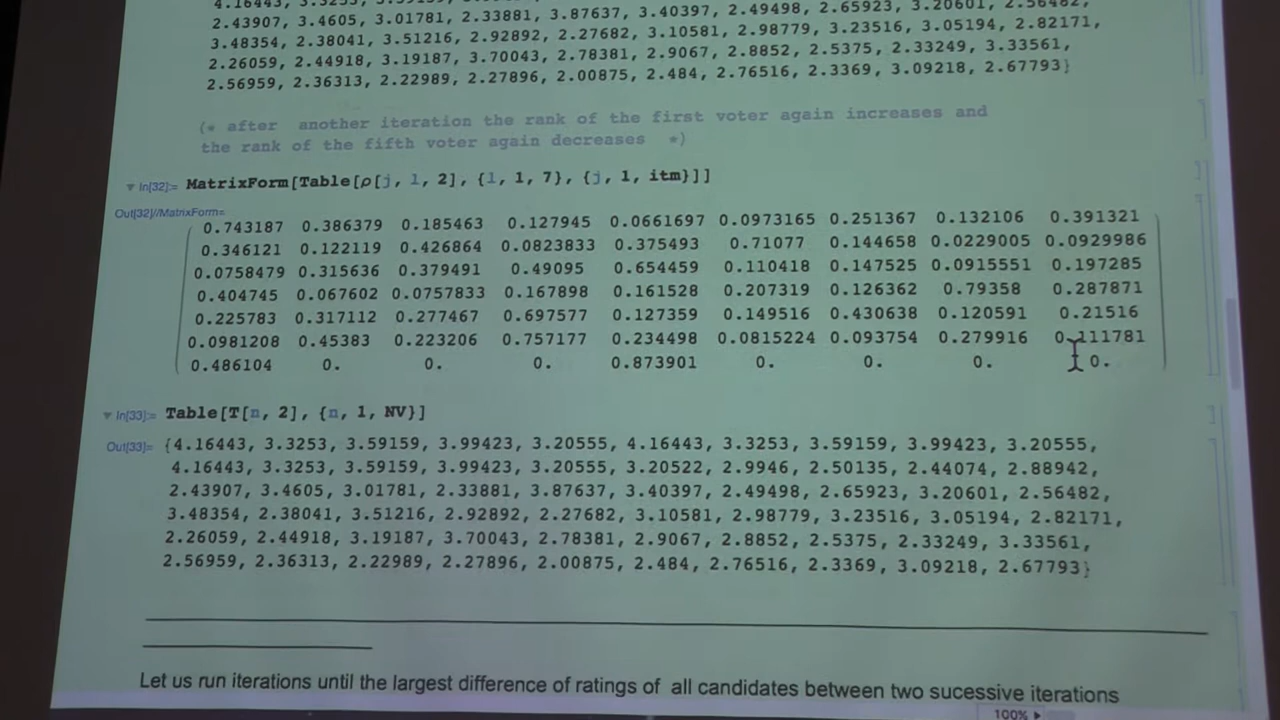 4.16443, 3.3253, 3.59159,
2.43907, 3.4605, 3.01781, 2.33881, 3.87637, 3.40397, 2.49498, 2.65923, 3.20601, 2.56482,
3.48354, 2.38041, 3.51216, 2.92892, 2.27682, 3.10581, 2.98779, 3.23516, 3.05194, 2.82171,
2.26059, 2.44918, 3.19187, 3.70043, 2.78381, 2.9067, 2.8852, 2.5375, 2.33249, 3.33561,
2.56959, 2.36313, 2.22989, 2.27896, 2.00875, 2.484, 2.76516, 2.3369, 3.09218, 2.67793}
(* after another iteration the rank of the first voter again increases and
the rank of the fifth voter again decreases *)
In[32]:= MatrixForm[Table[ρ[j, l, 2], {l, 1, 7}, {j, 1, itm}]]
Out[32]//MatrixForm=
0.743187 0.386379 0.185463 0.127945 0.0661697 0.0973165 0.251367 0.132106 0.391321
0.346121 0.122119 0.426864 0.0823833 0.375493 0.71077 0.144658 0.0229005 0.0929986
0.0758479 0.315636 0.379491 0.49095 0.654459 0.110418 0.147525 0.0915551 0.197285
0.404745 0.067602 0.0757833 0.167898 0.161528 0.207319 0.126362 0.79358 0.287871
0.225783 0.317112 0.277467 0.697577 0.127359 0.149516 0.430638 0.120591 0.21516
0.0981208 0.45383 0.223206 0.757177 0.234498 0.0815224 0.093754 0.279916 0.111781
0.486104 0. 0. 0. 0.873901 0. 0. 0. 0.
In[33]:= Table[T[n, 2], {n, 1, NV}]
Out[33]= {4.16443, 3.3253, 3.59159, 3.99423, 3.20555, 4.16443, 3.3253, 3.59159, 3.99423, 3.20555,
4.16443, 3.3253, 3.59159, 3.99423, 3.20555, 3.20522, 2.9946, 2.50135, 2.44074, 2.88942,
2.43907, 3.4605, 3.01781, 2.33881, 3.87637, 3.40397, 2.49498, 2.65923, 3.20601, 2.56482,
3.48354, 2.38041, 3.51216, 2.92892, 2.27682, 3.10581, 2.98779, 3.23516, 3.05194, 2.82171,
2.26059, 2.44918, 3.19187, 3.70043, 2.78381, 2.9067, 2.8852, 2.5375, 2.33249, 3.33561,
2.56959, 2.36313, 2.22989, 2.27896, 2.00875, 2.484, 2.76516, 2.3369, 3.09218, 2.67793}
Let us run iterations until the largest difference of ratings of all candidates between two sucessive iterations
100%